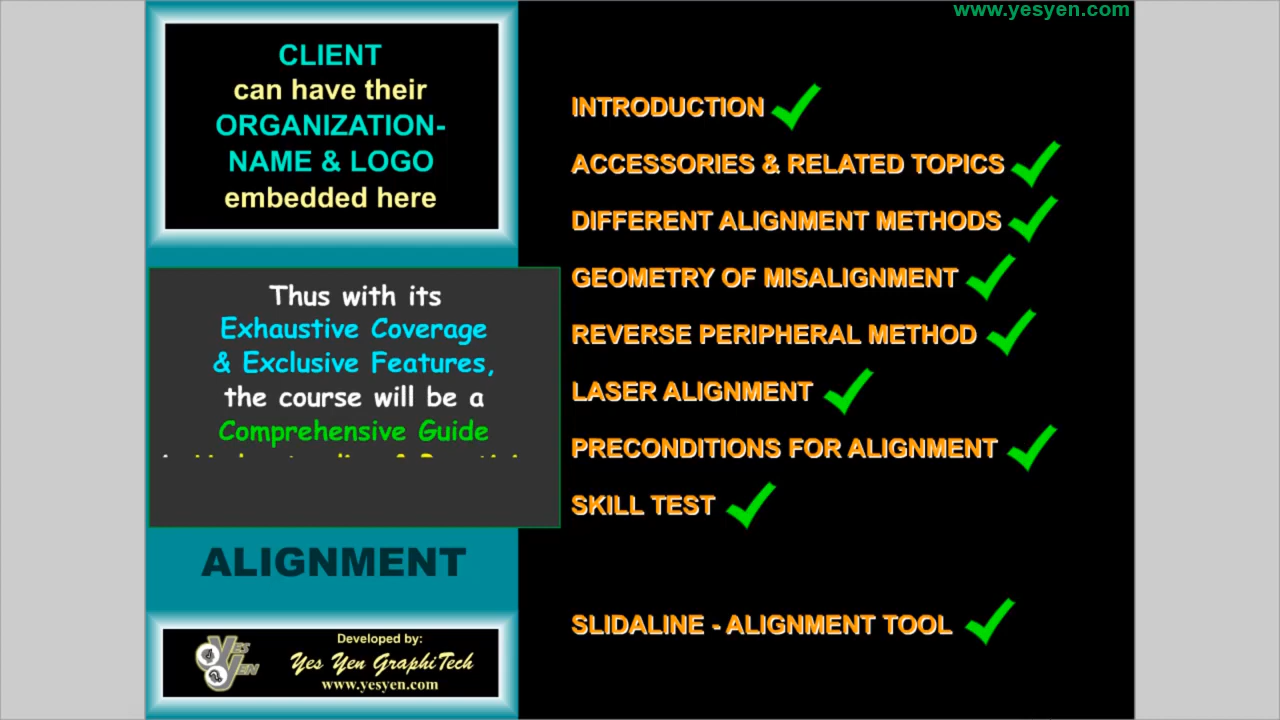 www.yesyen.com
CLIENT
can have their
ORGANIZATION-
NAME & LOGO
embedded here
Thus with its
Exhaustive Coverage
& Exclusive Features,
the course will be a
Comprehensive Guide
ALIGNMENT
Developed by:
Yes Yen GraphiTech
www.yesyen.com
INTRODUCTION
ACCESSORIES & RELATED TOPICS
DIFFERENT ALIGNMENT METHODS
GEOMETRY OF MISALIGNMENT
REVERSE PERIPHERAL METHOD
LASER ALIGNMENT
PRECONDITIONS FOR ALIGNMENT
SKILL TEST
SLIDALINE - ALIGNMENT TOOL